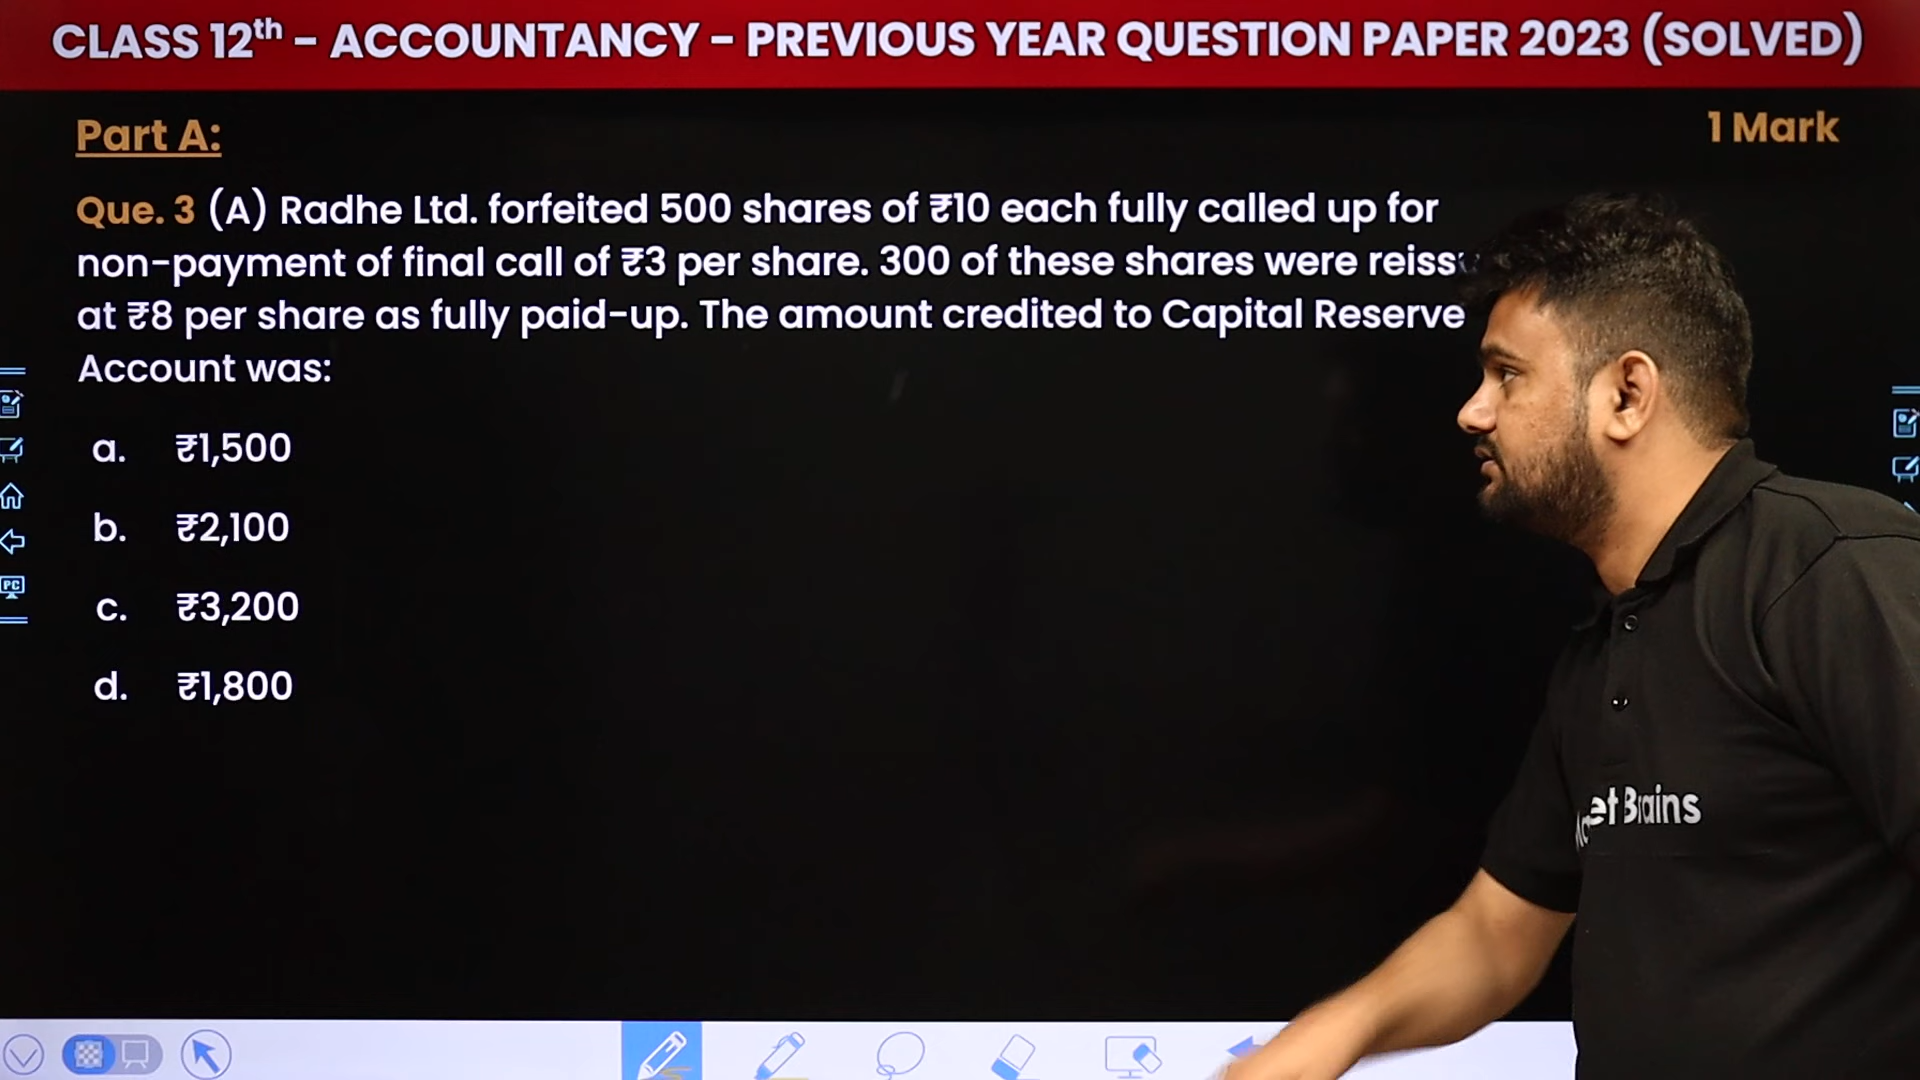 CLASS 12th - ACCOUNTANCY - PREVIOUS YEAR QUESTION PAPER 2023 (SOLVED)
Part A:
1 Mark
Que. 3 (A) Radhe Ltd. forfeited 500 shares of ₹10 each fully called up for
non-payment of final call of ₹3 per share. 300 of these shares were
at ₹8 per share as fully paid-up. The amount credited to Capital Reserve
Account was:
a. ₹1,500
b. ₹2,100
c. ₹3,200
d. ₹1,800
PC
Brains